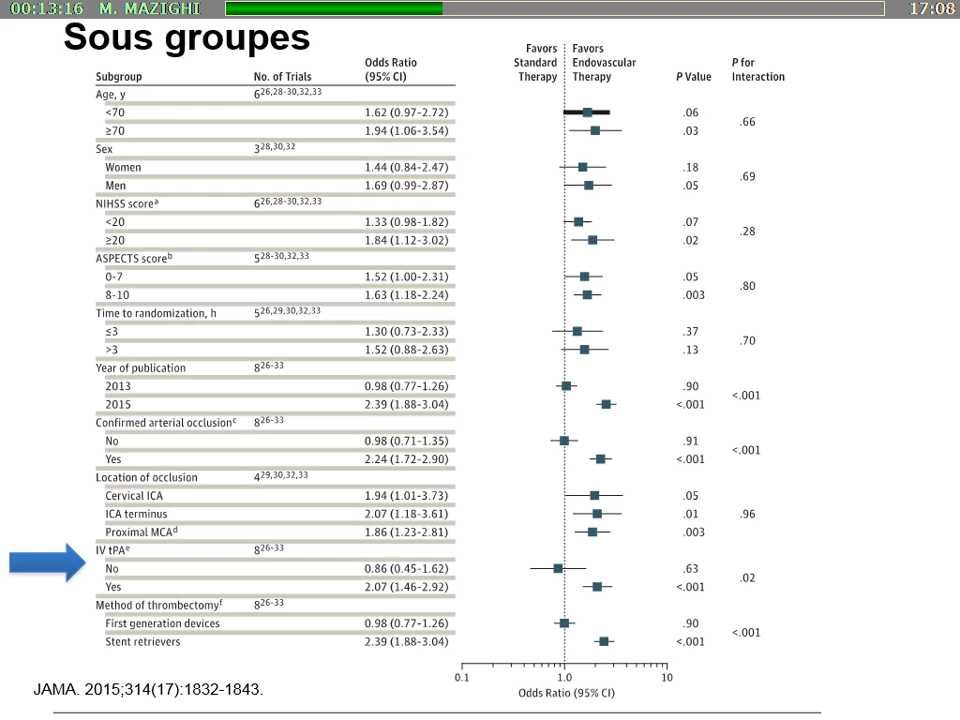 00:13:16 M. MAZIGHI 17:08
Sous groupes
Favors Standard Therapy
Favors Endovascular Therapy
Subgroup No. of Trials Odds Ratio (95% CI) P Value P for Interaction
Age, y 626,28-30,32,33
<70 1.62 (0.97-2.72) .06
.66
≥70 1.94 (1.06-3.54) .03
Sex 328,30,32
Women 1.44 (0.84-2.47) .18
.69
Men 1.69 (0.99-2.87) .05
NIHSS scorea 626,28-30,32,33
<20 1.33 (0.98-1.82) .07
.28
≥20 1.84 (1.12-3.02) .02
ASPECTS scoreb 528-30,32,33
0-7 1.52 (1.00-2.31) .05
.80
8-10 1.63 (1.18-2.24) .003
Time to randomization, h 526,29,30,32,33
≤3 1.30 (0.73-2.33) .37
.70
>3 1.52 (0.88-2.63) .13
Year of publication 826-33
2013 0.98 (0.77-1.26) .90
<.001
2015 2.39 (1.88-3.04) <.001
Confirmed arterial occlusionc 826-33
No 0.98 (0.71-1.35) .91
<.001
Yes 2.24 (1.72-2.90) <.001
Location of occlusion 429,30,32,33
Cervical ICA 1.94 (1.01-3.73) .05
ICA terminus 2.07 (1.18-3.61) .01 .96
Proximal MCAd 1.86 (1.23-2.81) .003
IV tPAe 826-33
No 0.86 (0.45-1.62) .63
.02
Yes 2.07 (1.46-2.92) <.001
Method of thrombectomyf 826-33
First generation devices 0.98 (0.77-1.26) .90
<.001
Stent retrievers 2.39 (1.88-3.04) <.001
0.1 1.0 10
Odds Ratio (95% CI)
JAMA. 2015;314(17):1832-1843.